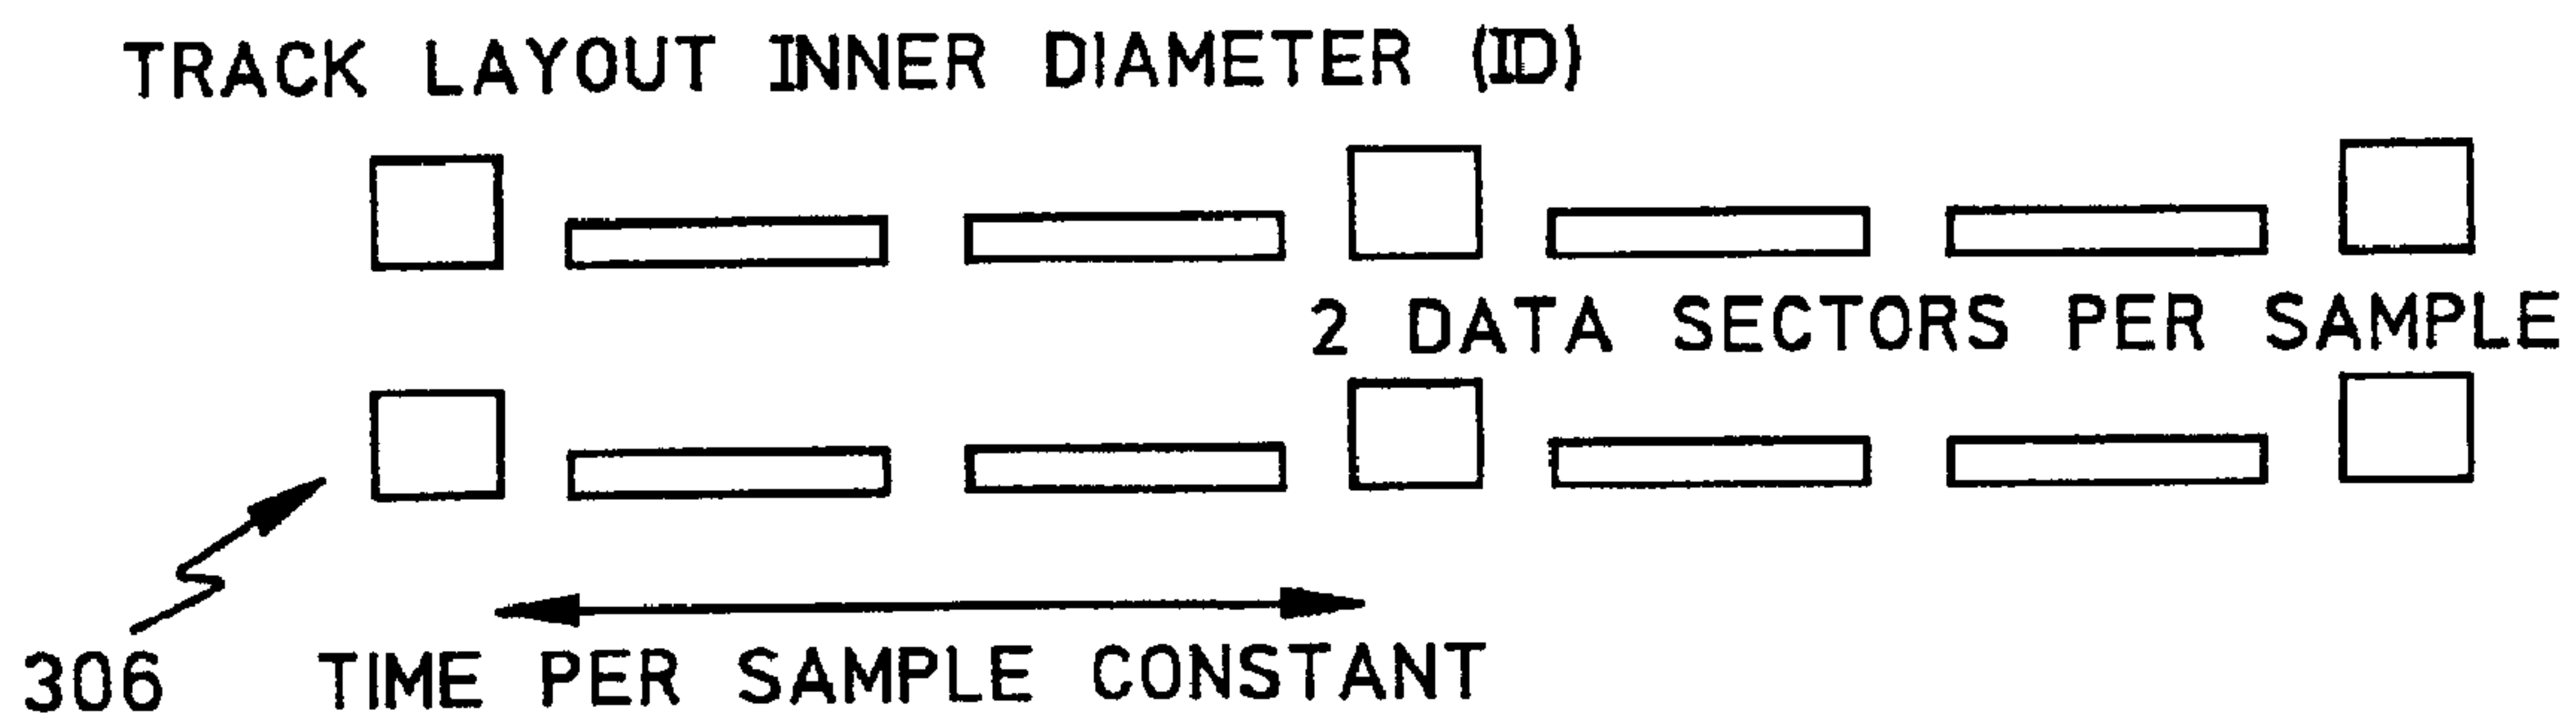 TRACK LAYOUT INNER DIAMETER (ID)
2 DATA SECTORS PER SAMPLE
306 TIME PER SAMPLE CONSTANT